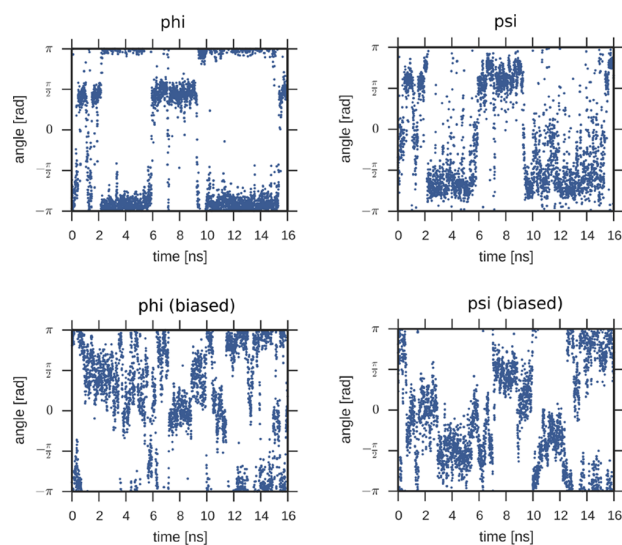 phi
psi
π
π/2
0
−π/2
−π
angle [rad]
0 2 4 6 8 10 12 14 16
time [ns]
π
π/2
0
−π/2
−π
angle [rad]
0 2 4 6 8 10 12 14 16
time [ns]
phi (biased)
psi (biased)
π
π/2
0
−π/2
−π
angle [rad]
0 2 4 6 8 10 12 14 16
time [ns]
π
π/2
0
−π/2
−π
angle [rad]
0 2 4 6 8 10 12 14 16
time [ns]